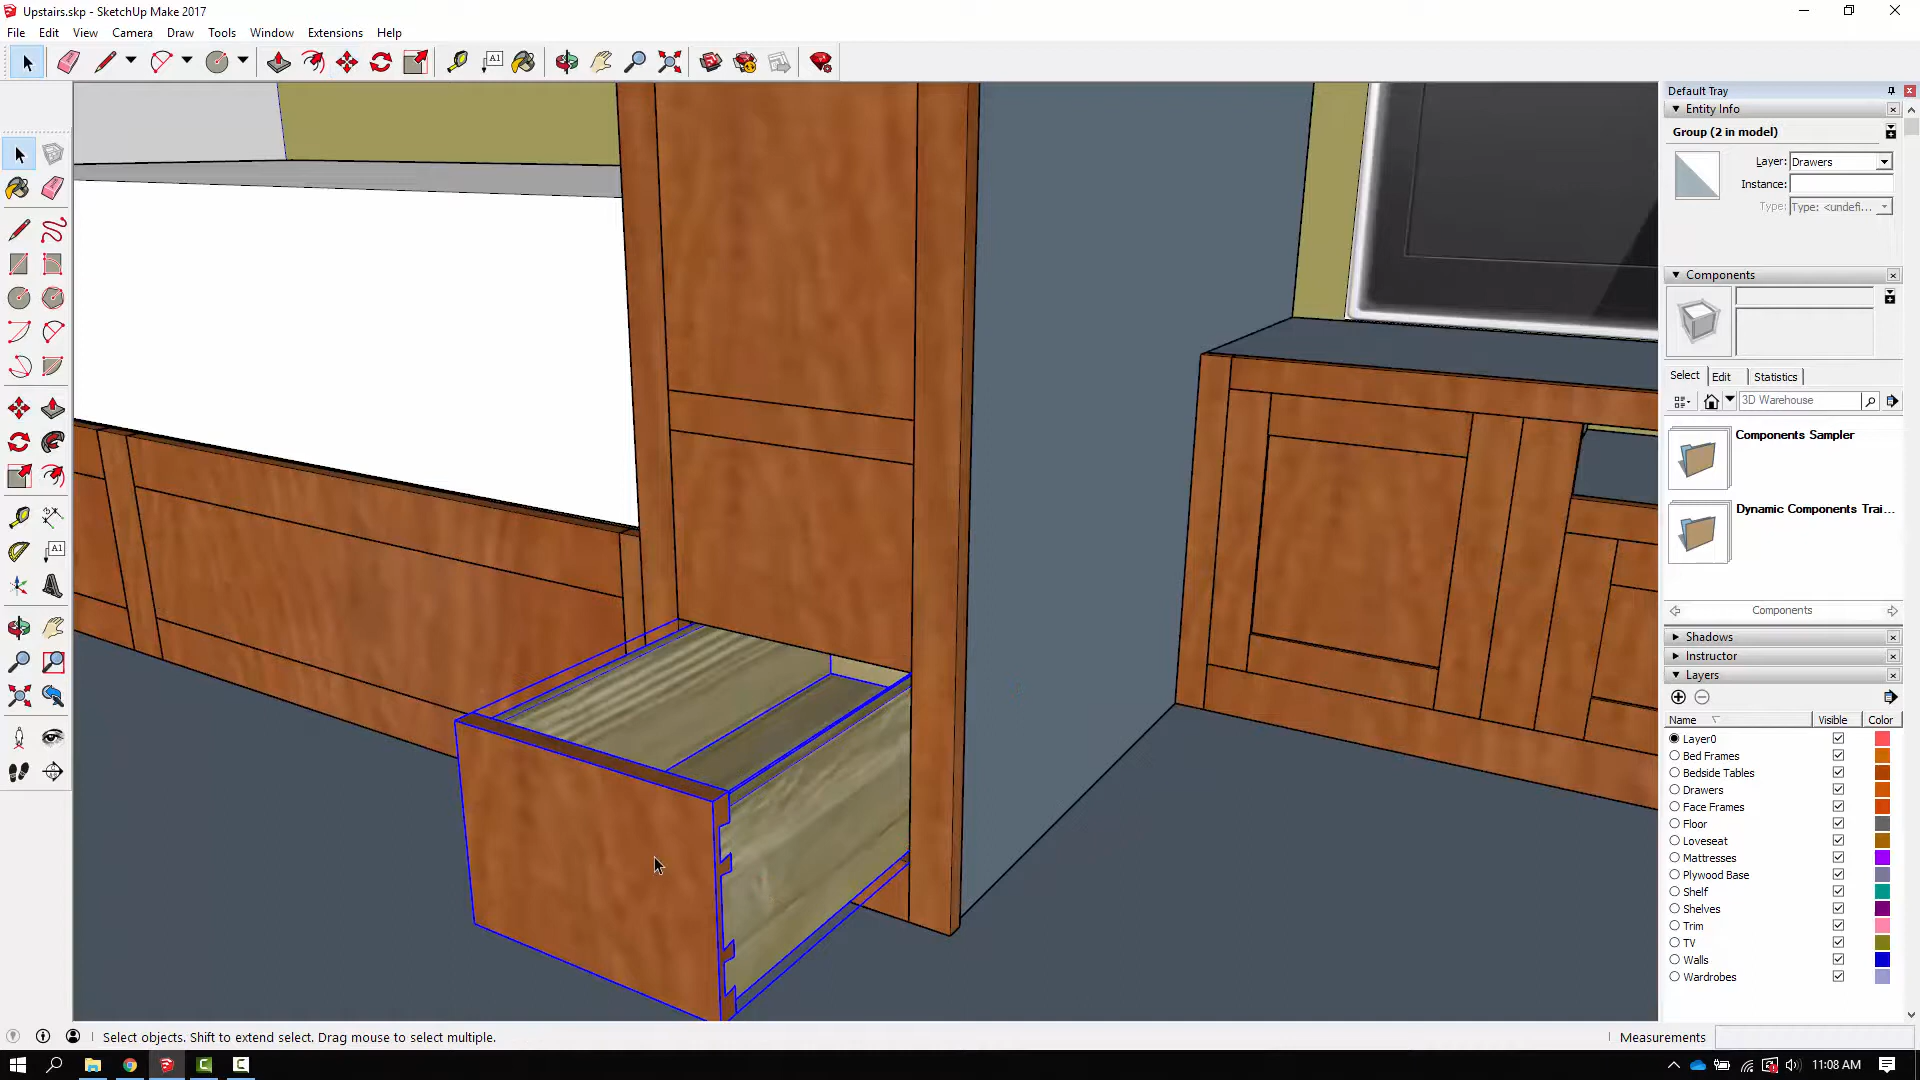 Upstairs.skp - SketchUp Make 2017
File Edit View Camera Draw Tools Window Extensions Help
A1
Default Tray
Entity Info
Group (2 in model)
Layer: Drawers
Instance:
Type: Type: <undefi...
Components
Select Edit Statistics
3D Warehouse
Components Sampler
Dynamic Components Trai...
A1
Components
Shadows
Instructor
Layers
Name Visible Color
Layer0
Bed Frames
Bedside Tables
Drawers
Face Frames
Floor
Loveseat
Mattresses
Plywood Base
Shelf
Shelves
Trim
TV
Walls
Wardrobes
Select objects. Shift to extend select. Drag mouse to select multiple.
Measurements
11:08 AM